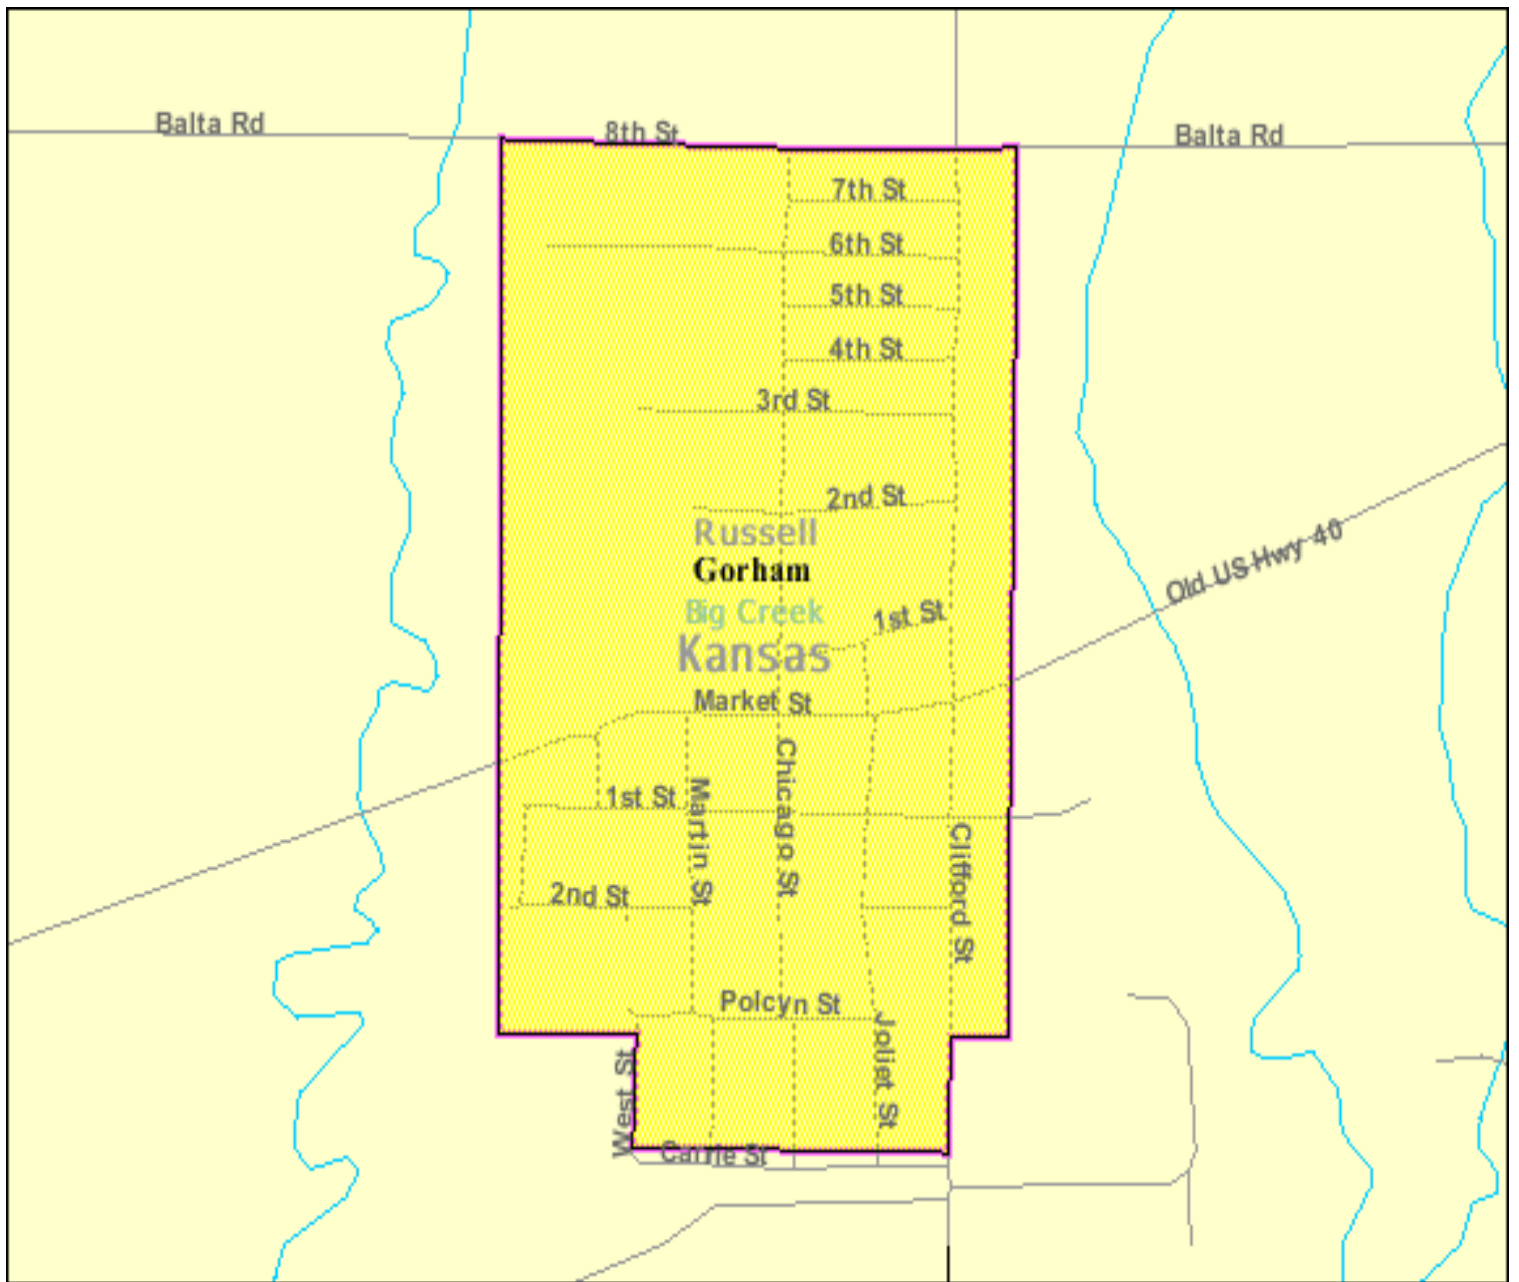 Balta Rd
8th St
Balta Rd
7th St
6th St
5th St
4th St
3rd St
2nd St
Russell
Gorham
Big Creek
Kansas
1st St
Old US Hwy 40
Market St
1st St
Martin St
Chicago St
Clifford St
2nd St
Polcyn St
Joliet St
West St
Carrie St